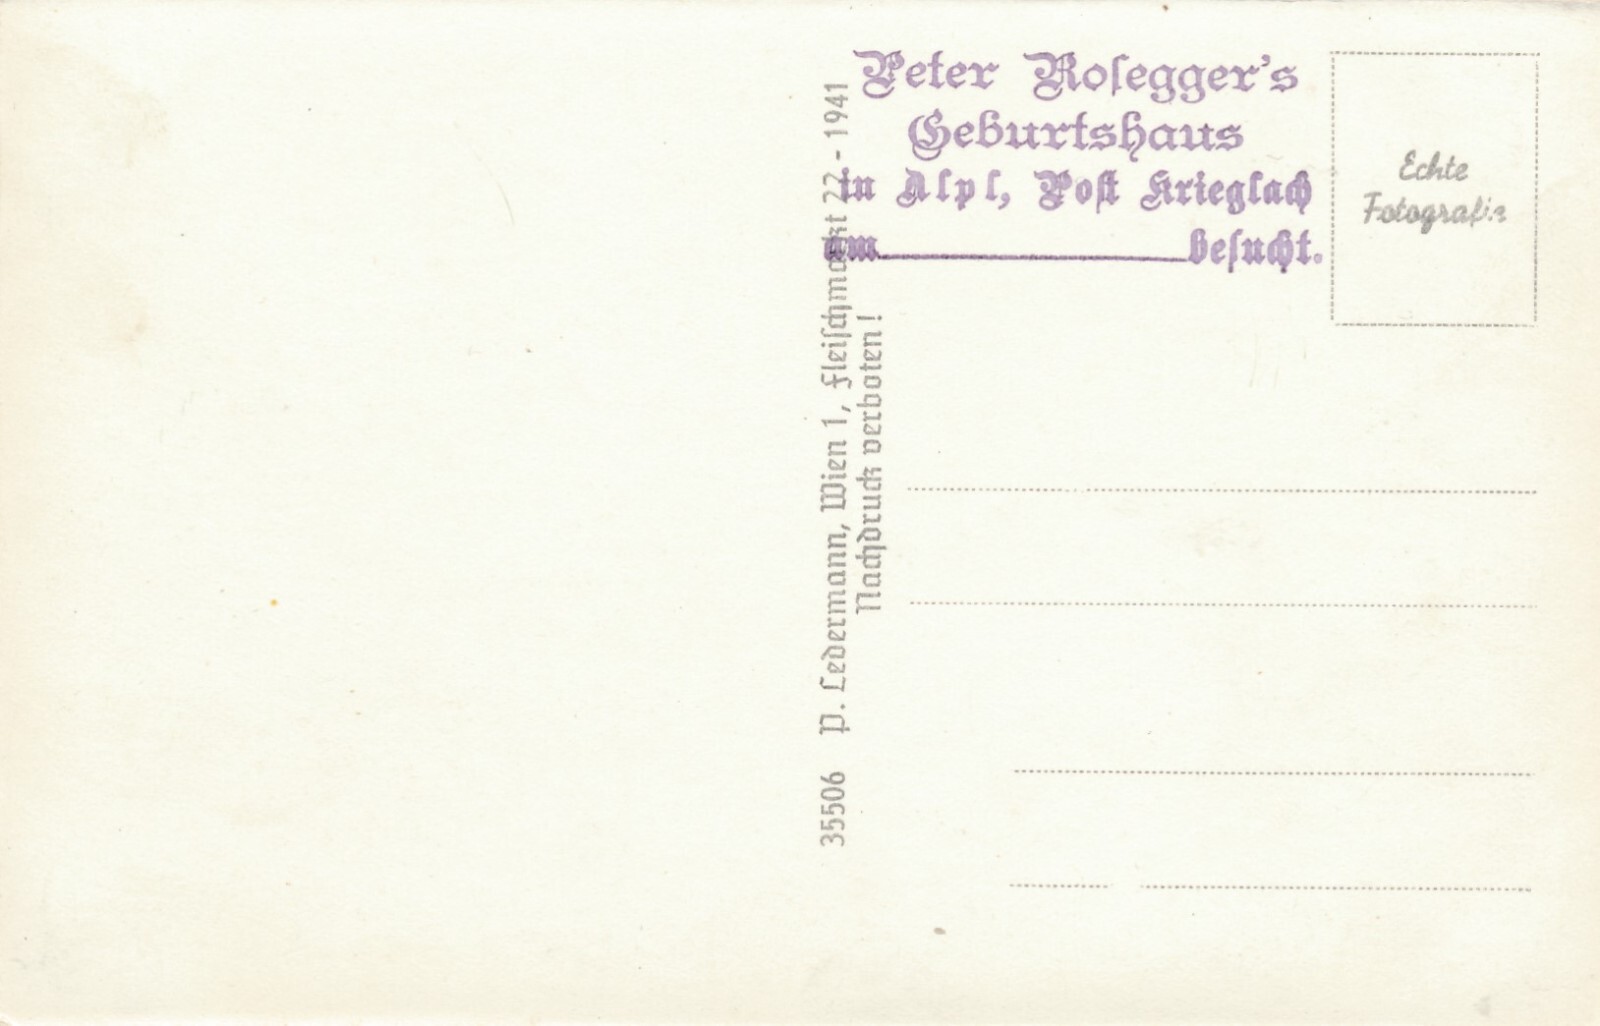 Peter Roſegger's
Geburtshaus
in Alpl, Poſt Krieglach
am beſucht.
Echte
Fotografie
35506 P. Ledermann, Wien 1, Fleiſchmarkt 22 - 1941
Nachdruck verboten!